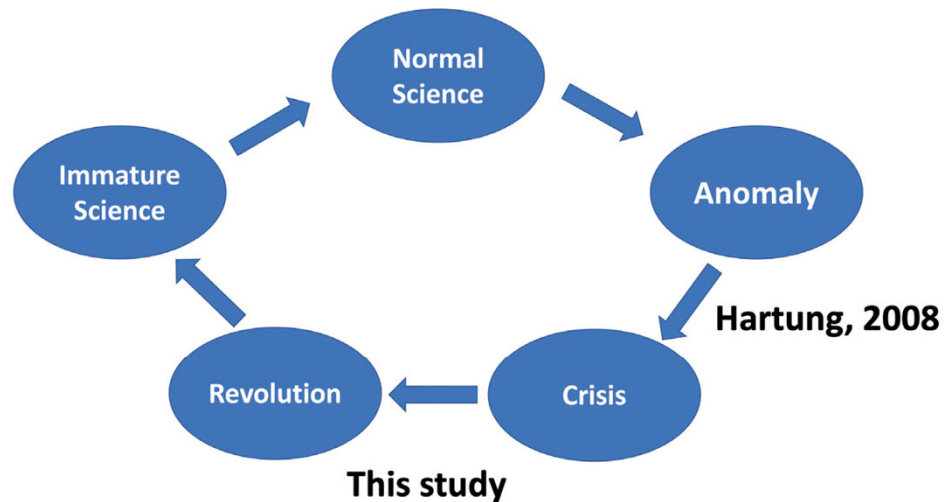 Normal
Science
Immature
Science
Anomaly
Hartung, 2008
Revolution
Crisis
This study